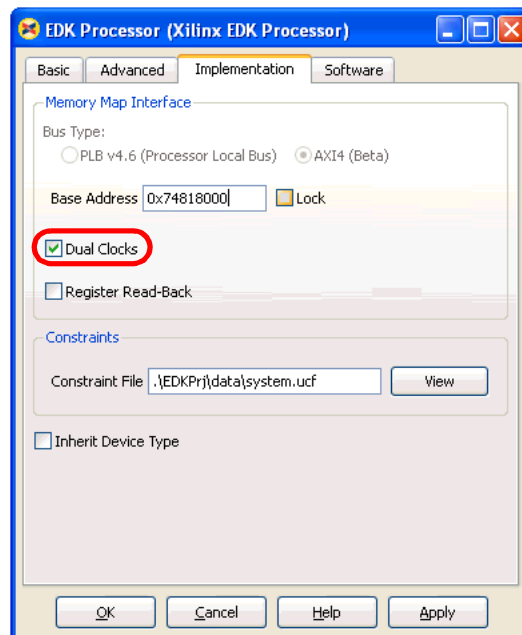 EDK Processor (Xilinx EDK Processor)
Basic Advanced Implementation Software
Memory Map Interface
Bus Type:
PLB v4.6 (Processor Local Bus) AXI4 (Beta)
Base Address 0x74818000 Lock
Dual Clocks
Register Read-Back
Constraints
Constraint File .\EDKPrj\data\system.ucf View
Inherit Device Type
OK Cancel Help Apply